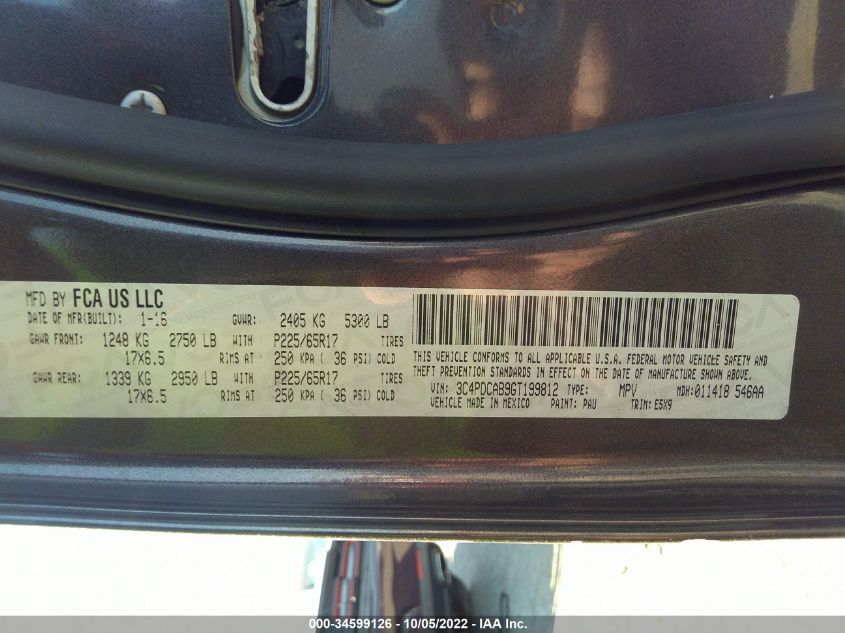 MFD BY FCA US LLC
DATE OF MFR(BUILT): 1-16 GVWR: 2405 KG 5300 LB
GAWR FRONT: 1248 KG 2750 LB WITH P225/65R17 TIRES
17X6.5 RIMS AT 250 KPA ( 36 PSI) COLD
GAWR REAR: 1339 KG 2950 LB WITH P225/65R17 TIRES
17X6.5 RIMS AT 250 KPA ( 36 PSI) COLD
THIS VEHICLE CONFORMS TO ALL APPLICABLE U.S.A. FEDERAL MOTOR VEHICLE SAFETY AND
THEFT PREVENTION STANDARDS IN EFFECT ON THE DATE OF MANUFACTURE SHOWN ABOVE.
VIN: 3C4PDCAB9GT199812 TYPE: MPV MDH:011418 546AA
VEHICLE MADE IN MEXICO PAINT: PAU TRIM: E5X9
000-34599126 - 10/05/2022 - IAA Inc.